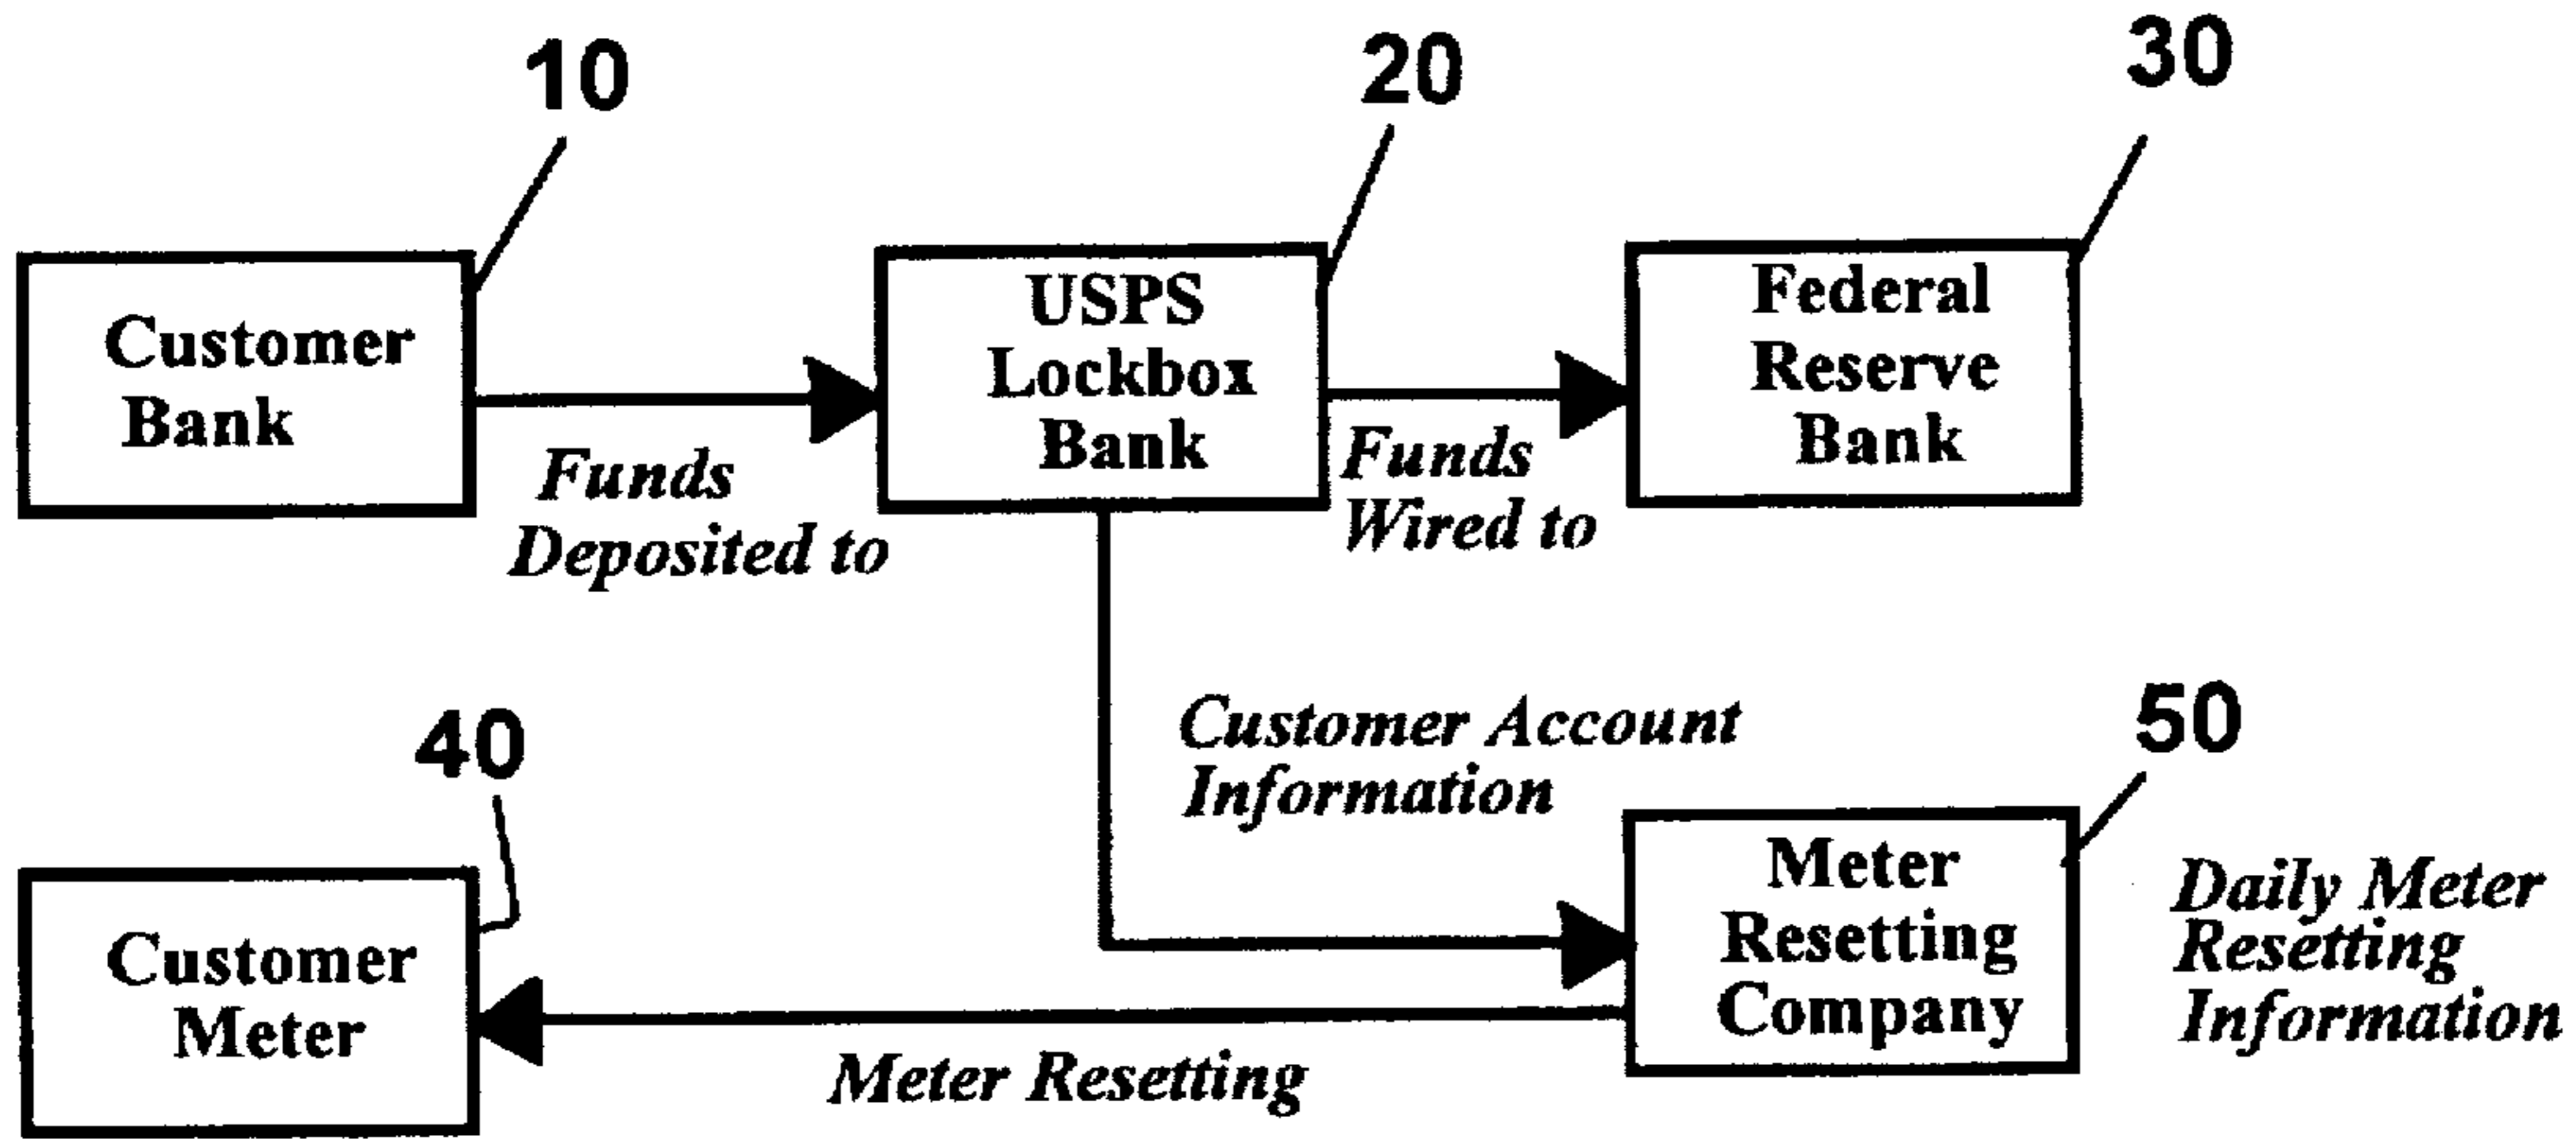 10
20
30
Customer
Bank
Funds
Deposited to
USPS
Lockbox
Bank
Funds
Wired to
Federal
Reserve
Bank
Customer Account
Information
40
50
Customer
Meter
Meter Resetting
Meter
Resetting
Company
Daily Meter
Resetting
Information